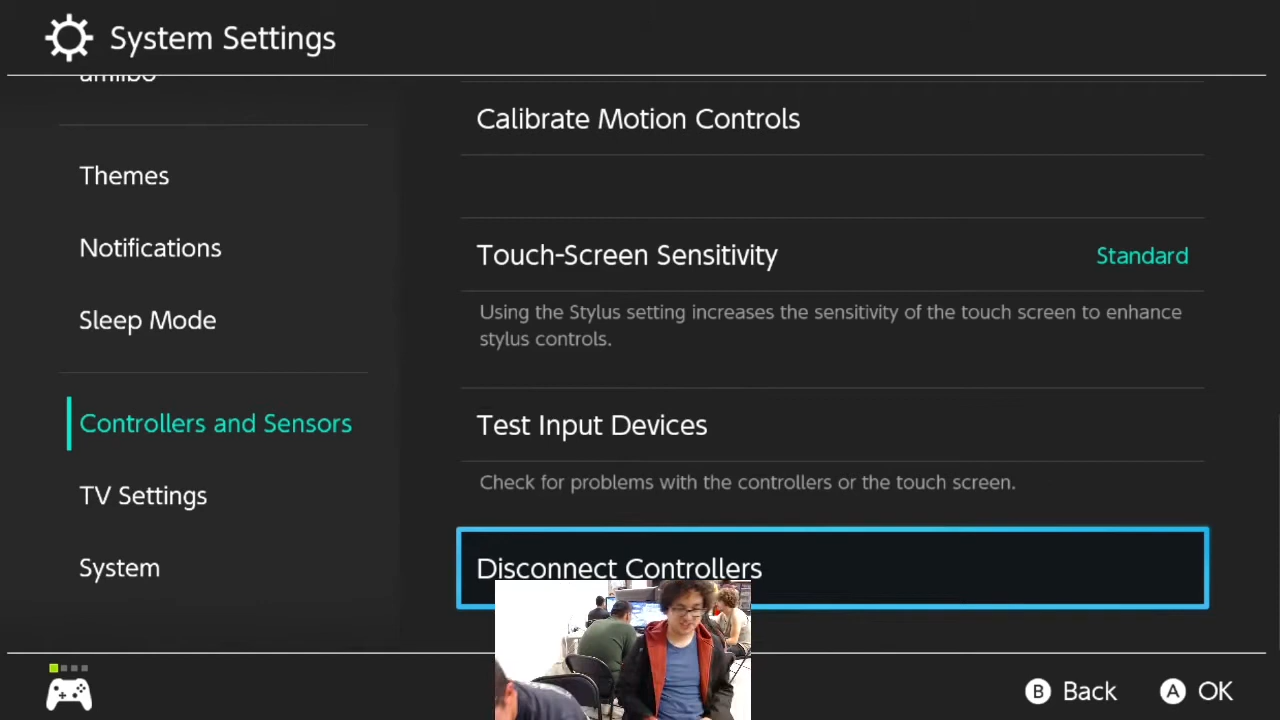 System Settings
amiibo
Themes
Notifications
Sleep Mode
Controllers and Sensors
TV Settings
System
Calibrate Motion Controls
Touch-Screen Sensitivity Standard
Using the Stylus setting increases the sensitivity of the touch screen to enhance
stylus controls.
Test Input Devices
Check for problems with the controllers or the touch screen.
Disconnect Controllers
B Back A OK